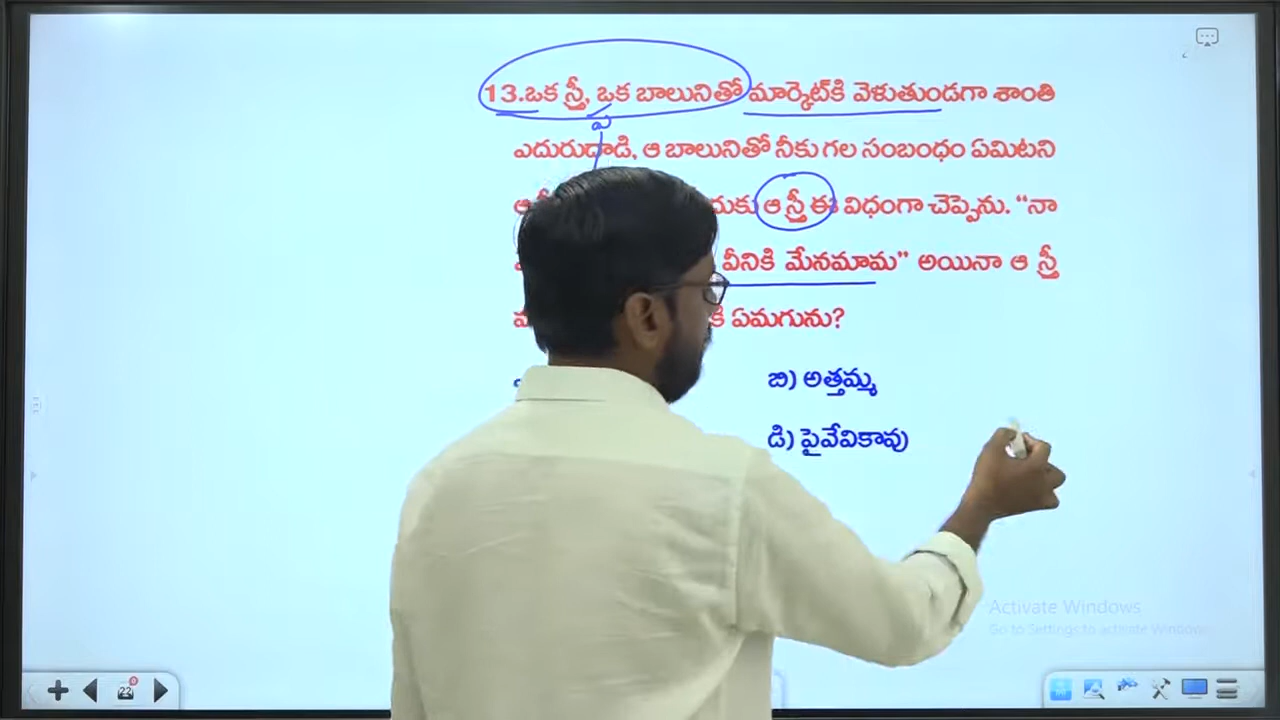 13.ఒక స్త్రీ, ఒక బాలునితో మార్కెట్‌కి వెళుతుండగా శాంతి
ఎదురుదాడి, ఆ బాలునితో నీకు గల సంబంధం ఏమిటని
ఆ స్త్రీ ఈ విధంగా చెప్పెను. “నా
వీనికి మేనమామ” అయినా ఆ స్త్రీ
ఏమగును?
బి) అత్తమ్మ
డి) పైవేవికావు
Activate Windows
Go to Settings to activate Windows.
22